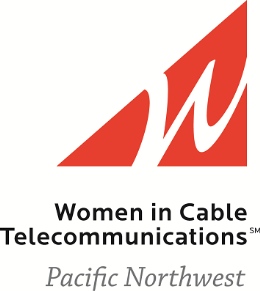 W
Women in Cable
Telecommunications℠
Pacific Northwest